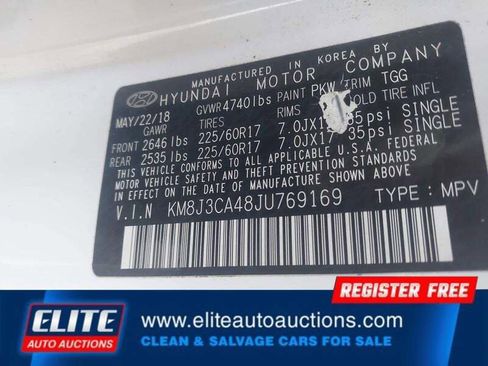 MANUFACTURED IN KOREA BY
HYUNDAI MOTOR COMPANY
MAY/22/18 GVWR 4740 lbs PAINT PKW TRIM TGG
GAWR TIRES RIMS COLD TIRE INFL
FRONT 2646 lbs 225/60R17 7.0JX17 35psi SINGLE
REAR 2535 lbs 225/60R17 7.0JX17 35psi SINGLE
THIS VEHICLE CONFORMS TO ALL APPLICABLE U.S.A. FEDERAL
MOTOR VEHICLE SAFETY, BUMPER, AND THEFT PREVENTION
STANDARDS IN EFFECT ON THE DATE OF MANUFACTURE SHOWN ABOVE.
V.I.N KM8J3CA48JU769169 TYPE : MPV
REGISTER FREE
ELITE
AUTO AUCTIONS
www.eliteautoauctions.com
CLEAN & SALVAGE CARS FOR SALE